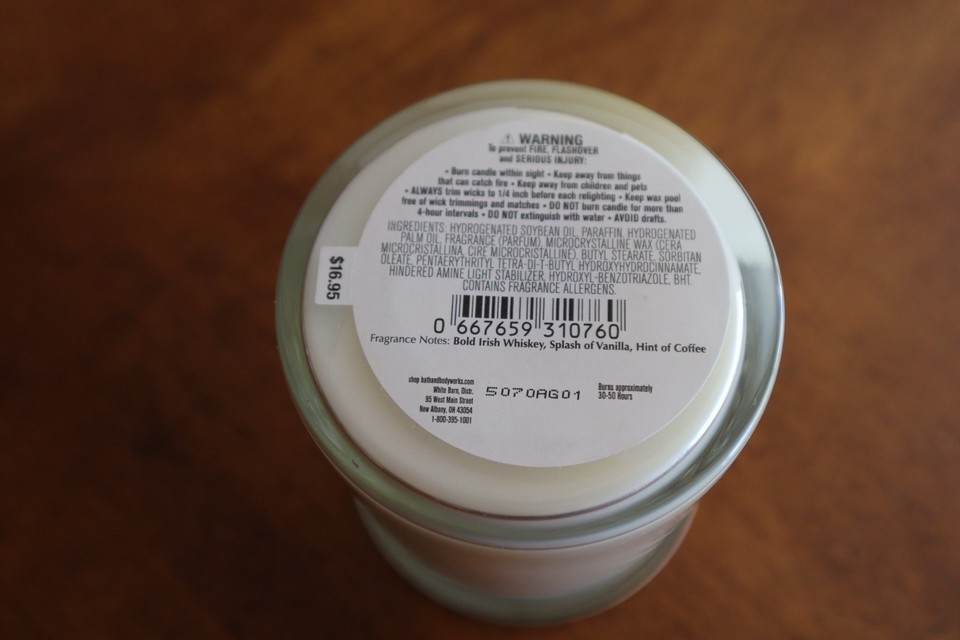 ⚠ WARNING
To prevent FIRE, FLASHOVER
and SERIOUS INJURY:
• Burn candle within sight • Keep away from things
that can catch fire • Keep away from children and pets
• ALWAYS trim wicks to 1/4 inch before each relighting • Keep wax pool
free of wick trimmings and matches • DO NOT burn candle for more than
4-hour intervals • DO NOT extinguish with water • AVOID drafts.
INGREDIENTS: HYDROGENATED SOYBEAN OIL, PARAFFIN, HYDROGENATED
PALM OIL, FRAGRANCE (PARFUM), MICROCRYSTALLINE WAX (CERA
MICROCRISTALLINA, CIRE MICROCRISTALLINE), BUTYL STEARATE, SORBITAN
OLEATE, PENTAERYTHRITYL TETRA-DI-T-BUTYL HYDROXYHYDROCINNAMATE,
HINDERED AMINE LIGHT STABILIZER, HYDROXYL-BENZOTRIAZOLE, BHT.
CONTAINS FRAGRANCE ALLERGENS.
$16.95
0 667659 310760
Fragrance Notes: Bold Irish Whiskey, Splash of Vanilla, Hint of Coffee
shop bathandbodyworks.com
White Barn, Distr.
95 West Main Street
New Albany, OH 43054
1-800-395-1001
5070AG01
Burns approximately
30-50 Hours